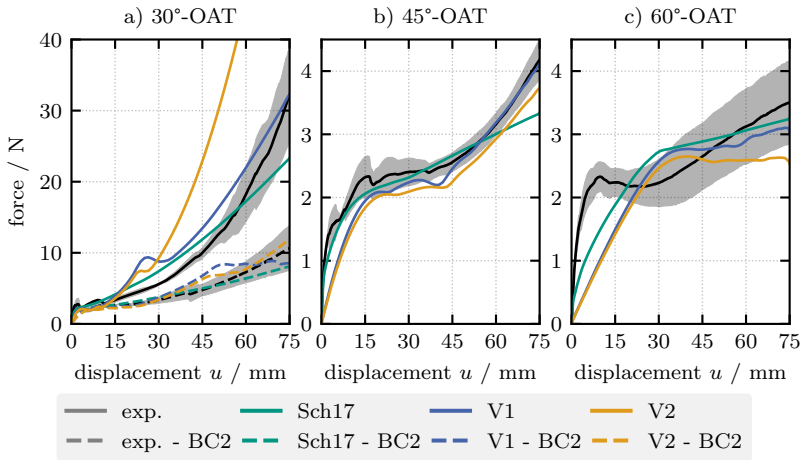 a) 30°-OAT b) 45°-OAT c) 60°-OAT
force / N
40
30
20
10
0
0 15 30 45 60 75
displacement u / mm
4
3
2
1
0
0 15 30 45 60 75
displacement u / mm
4
3
2
1
0
0 15 30 45 60 75
displacement u / mm
exp. Sch17 V1 V2
exp. - BC2 Sch17 - BC2 V1 - BC2 V2 - BC2